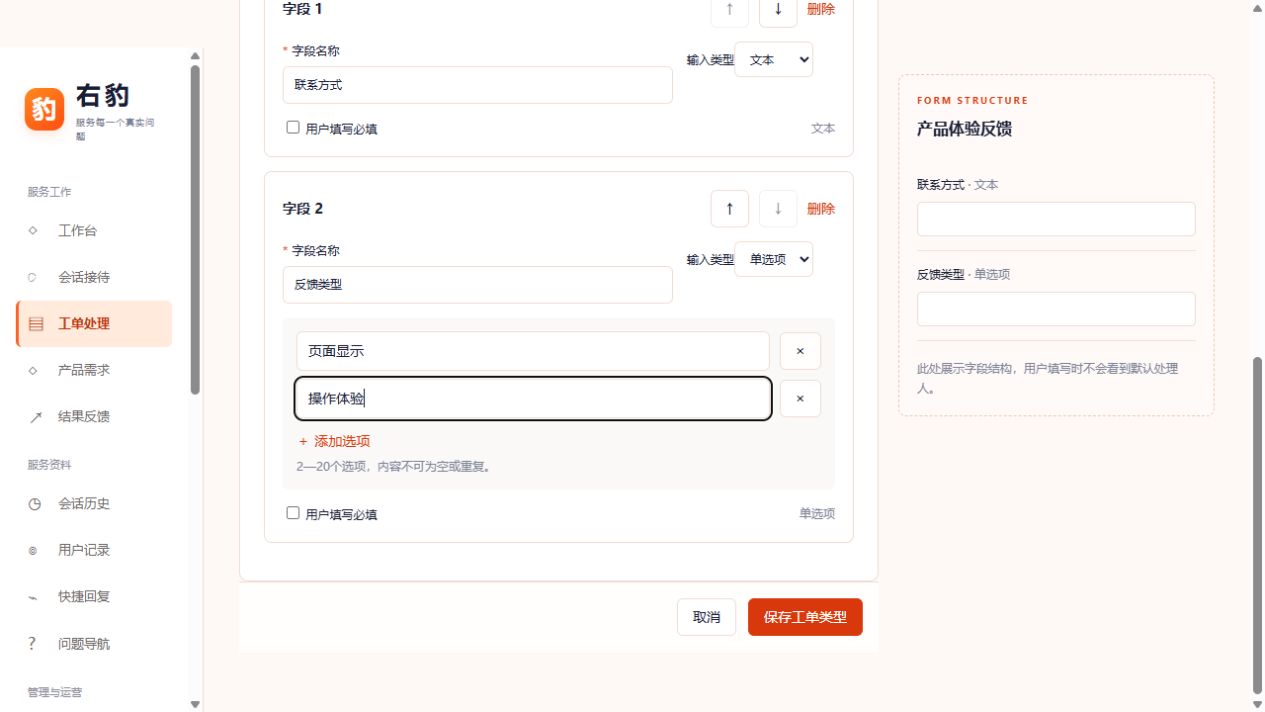 豹
右豹
服务每一个真实问
题
服务工作
工作台
会话接待
工单处理
产品需求
结果反馈
服务资料
会话历史
用户记录
快捷回复
问题导航
管理与运营
字段 1
↑
↓
删除
* 字段名称
联系方式
输入类型
文本
用户填写必填
文本
字段 2
↑
↓
删除
* 字段名称
反馈类型
输入类型
单选项
页面显示
×
操作体验
×
+ 添加选项
2—20个选项，内容不可为空或重复。
用户填写必填
单选项
取消
保存工单类型
FORM STRUCTURE
产品体验反馈
联系方式 · 文本
反馈类型 · 单选项
此处展示字段结构，用户填写时不会看到默认处理
人。